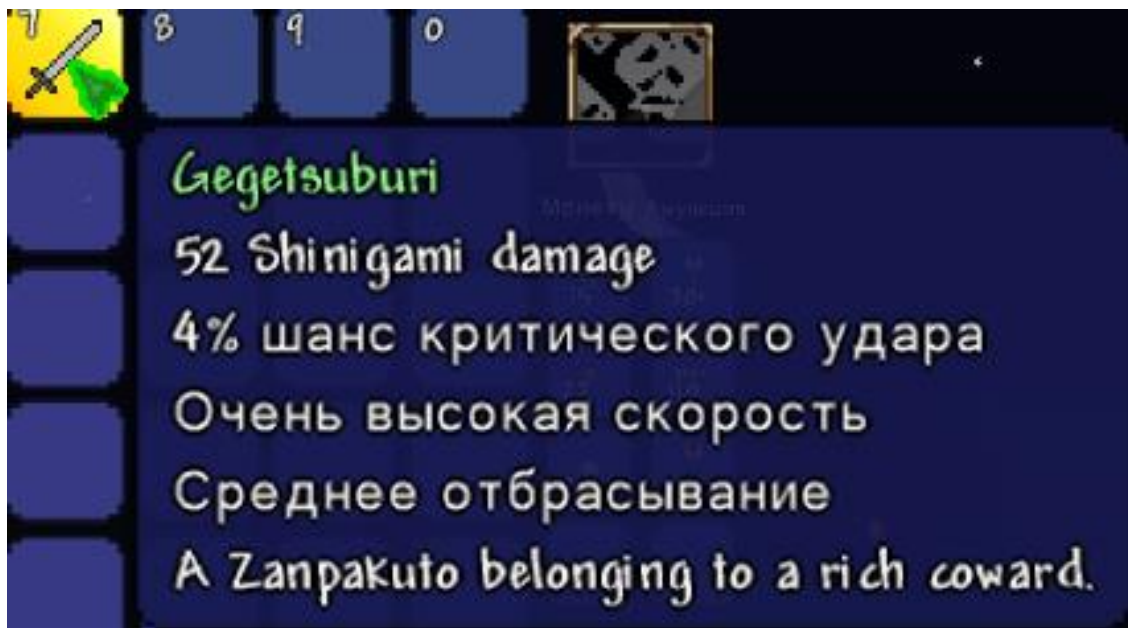 7 8 9 0
Gegetsuburi
52 Shinigami damage
4% шанс критического удара
Очень высокая скорость
Среднее отбрасывание
A Zanpakuto belonging to a rich coward.